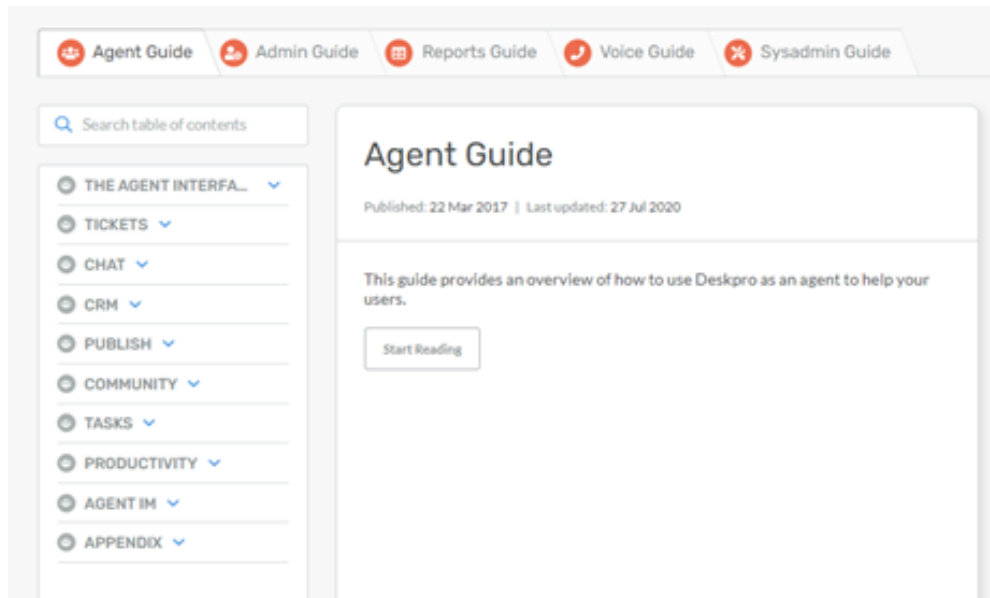 Agent Guide
Admin Guide
Reports Guide
Voice Guide
Sysadmin Guide
Search table of contents
THE AGENT INTERFA...
TICKETS
CHAT
CRM
PUBLISH
COMMUNITY
TASKS
PRODUCTIVITY
AGENT IM
APPENDIX
Agent Guide
Published: 22 Mar 2017 | Last updated: 27 Jul 2020
This guide provides an overview of how to use Deskpro as an agent to help your
users.
Start Reading